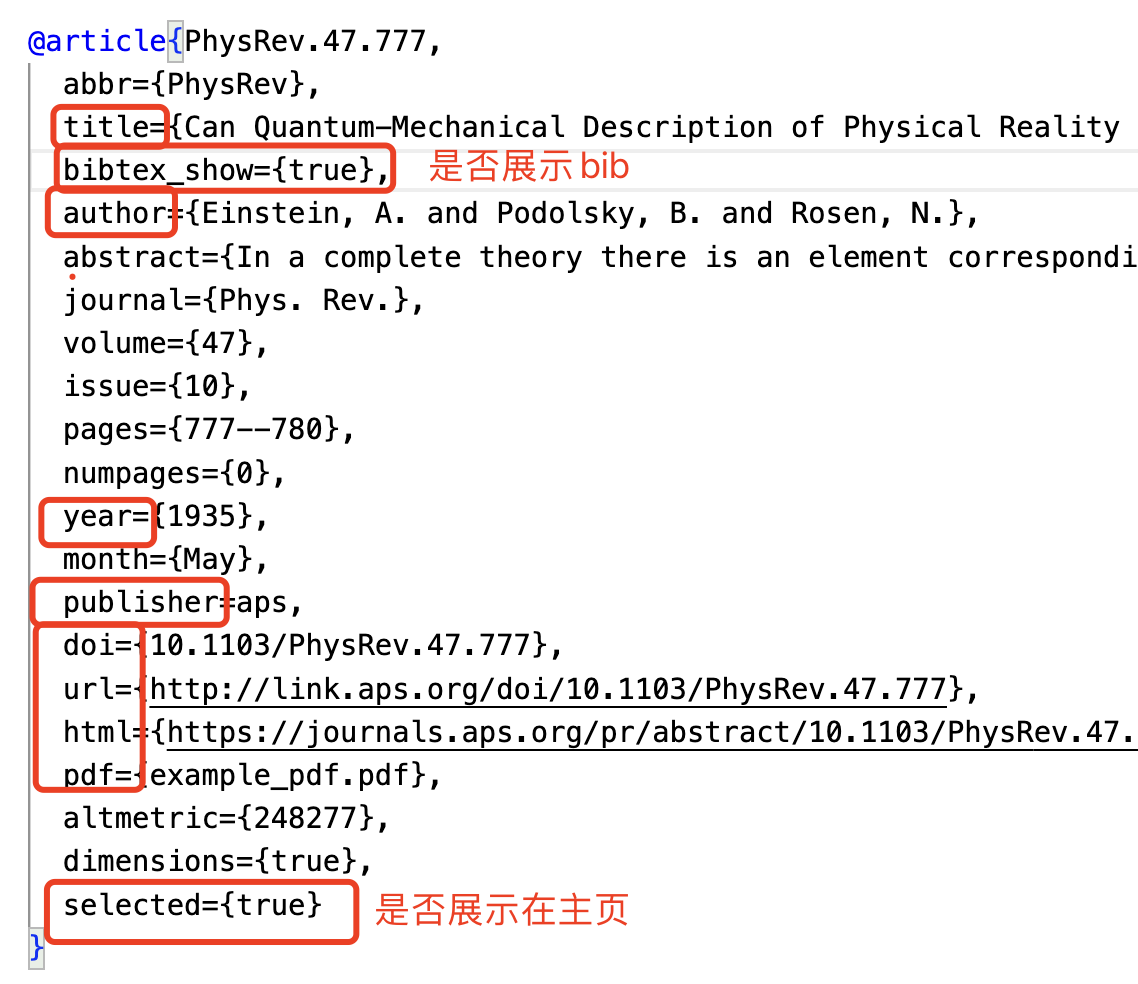 @article{PhysRev.47.777,
abbr={PhysRev},
title={Can Quantum-Mechanical Description of Physical Reality
bibtex_show={true}, 是否展示 bib
author={Einstein, A. and Podolsky, B. and Rosen, N.},
abstract={In a complete theory there is an element correspondi
journal={Phys. Rev.},
volume={47},
issue={10},
pages={777--780},
numpages={0},
year={1935},
month={May},
publisher=aps,
doi={10.1103/PhysRev.47.777},
url={http://link.aps.org/doi/10.1103/PhysRev.47.777},
html={https://journals.aps.org/pr/abstract/10.1103/PhysRev.47.
pdf={example_pdf.pdf},
altmetric={248277},
dimensions={true},
selected={true} 是否展示在主页
}